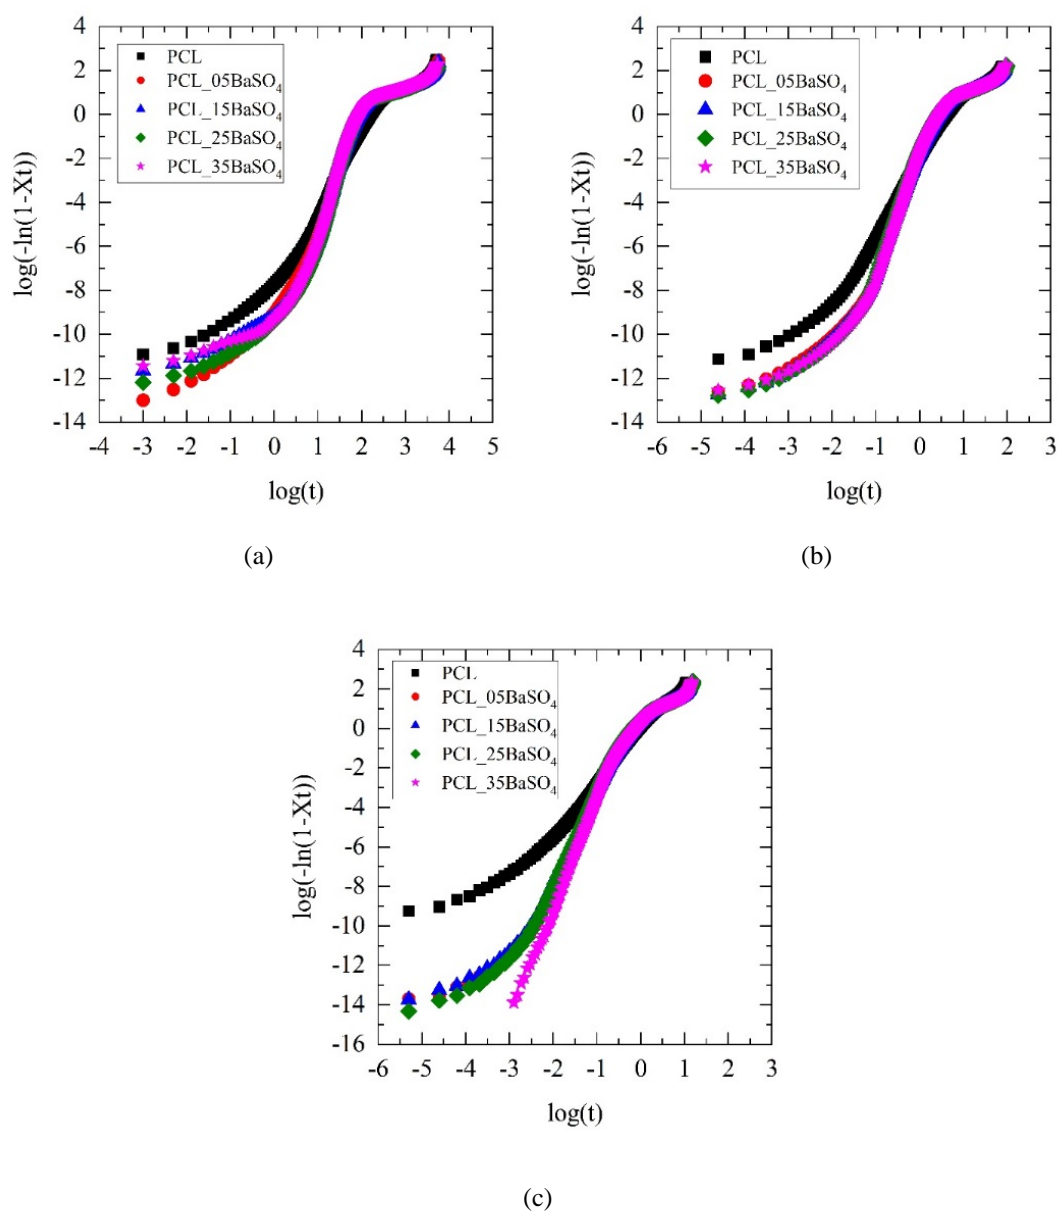 4
2
0
-2
-4
-6
-8
-10
-12
-14
log(-ln(1-Xt))
PCL
PCL_05BaSO₄
PCL_15BaSO₄
PCL_25BaSO₄
PCL_35BaSO₄
-4 -3 -2 -1 0 1 2 3 4 5
log(t)
(a)
4
2
0
-2
-4
-6
-8
-10
-12
-14
log(-ln(1-Xt))
PCL
PCL_05BaSO₄
PCL_15BaSO₄
PCL_25BaSO₄
PCL_35BaSO₄
-6 -5 -4 -3 -2 -1 0 1 2 3
log(t)
(b)
4
2
0
-2
-4
-6
-8
-10
-12
-14
-16
log(-ln(1-Xt))
PCL
PCL_05BaSO₄
PCL_15BaSO₄
PCL_25BaSO₄
PCL_35BaSO₄
-6 -5 -4 -3 -2 -1 0 1 2 3
log(t)
(c)